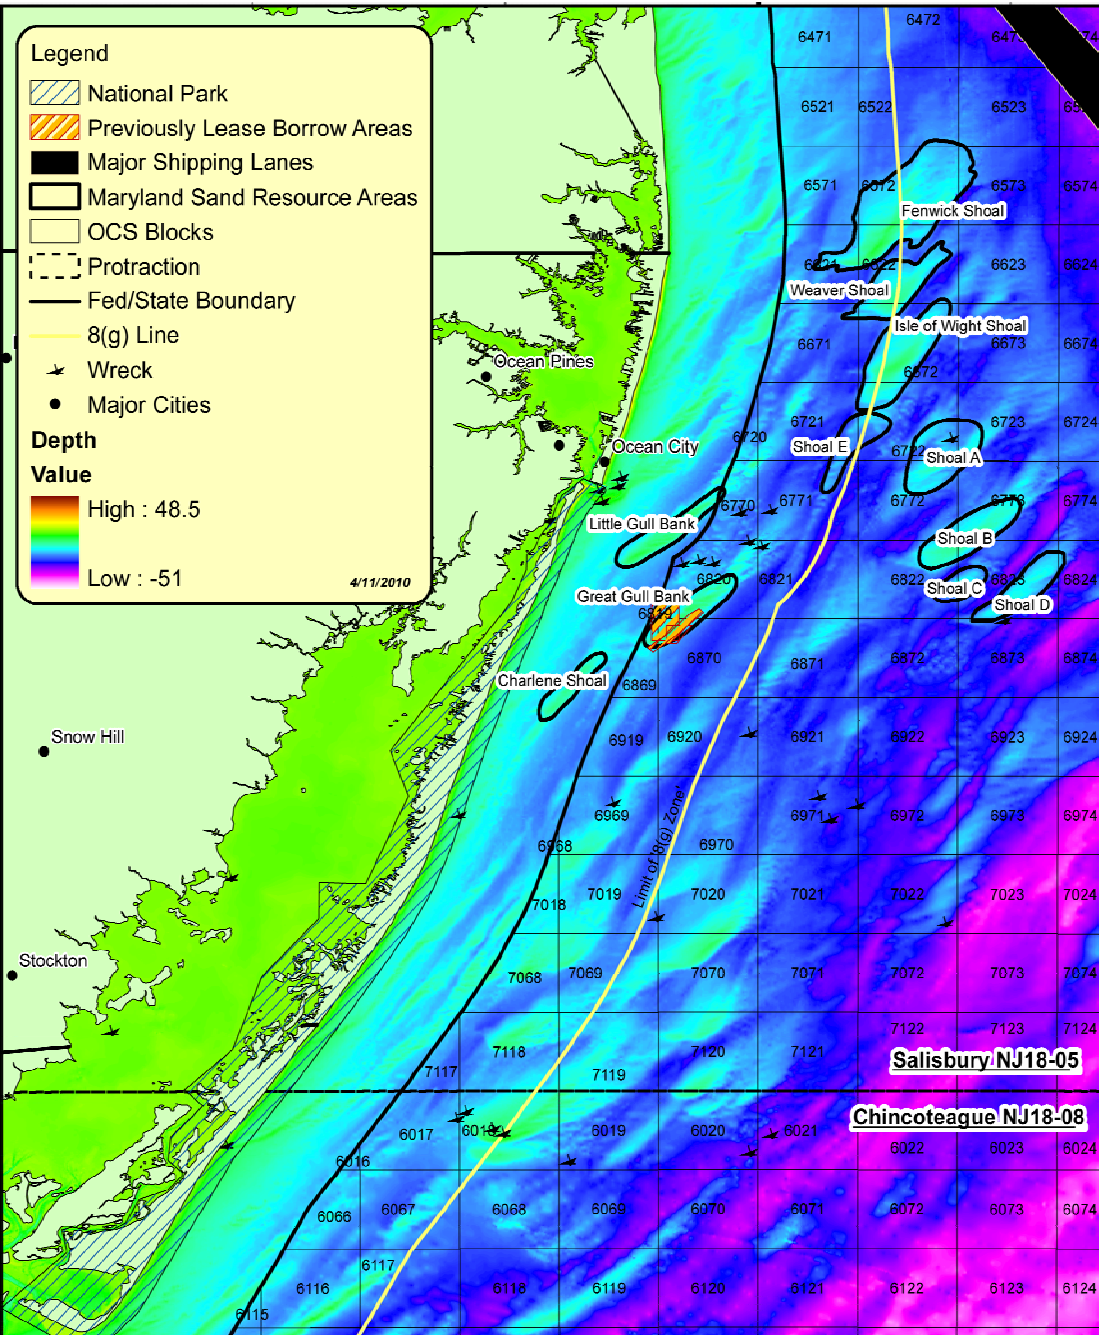 Legend
National Park
Previously Lease Borrow Areas
Major Shipping Lanes
Maryland Sand Resource Areas
OCS Blocks
Protraction
Fed/State Boundary
8(g) Line
Wreck
Major Cities
Depth
Value
High : 48.5
Low : -51
4/11/2010
6472
6471
6521 6522 6523
6571 6572 6573 6574
Fenwick Shoal
6621 6622 6623 6624
Weaver Shoal
Isle of Wight Shoal
6671 6673 6674
Ocean Pines
6672
6721 6723 6724
6720
Ocean City
Shoal E
6722
Shoal A
6770 6771 6772 6773 6774
Little Gull Bank
Shoal B
6820 6821 6822 6823 6824
Shoal C
Great Gull Bank
Shoal D
6819
6870 6871 6872 6873 6874
Charlene Shoal
6869
Snow Hill
6919 6920 6921 6922 6923 6924
Limit of '8(g) Zone'
6969 6971 6972 6973 6974
6968 6970
7018 7019 7020 7021 7022 7023 7024
Stockton
7068 7069 7070 7071 7072 7073 7074
7122 7123 7124
7118 7120 7121
Salisbury NJ18-05
7117 7119
Chincoteague NJ18-08
6017 6018 6019 6020 6021
6022 6023 6024
6016
6066 6067 6068 6069 6070 6071 6072 6073 6074
6117
6116 6118 6119 6120 6121 6122 6123 6124
6115